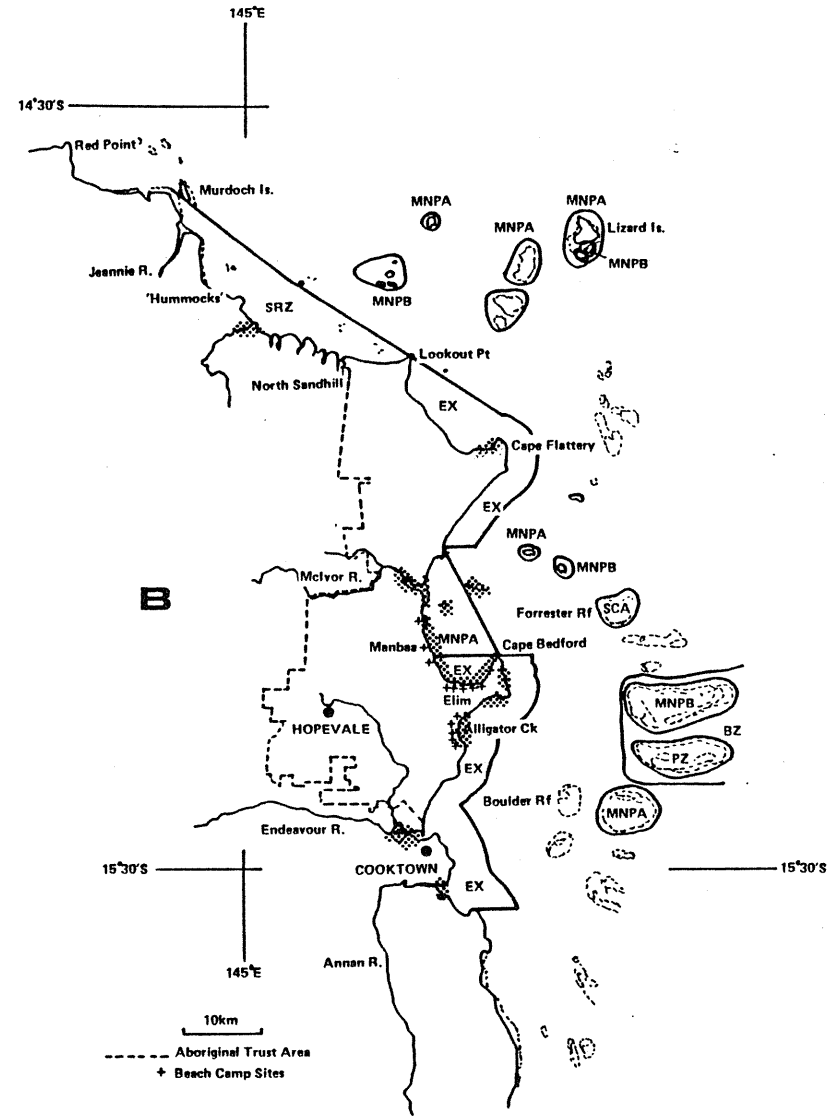 145°E
14°30'S
Red Point
Murdoch Is.
MNPA
MNPA
MNPA
Lizard Is.
MNPB
Jeannie R.
'Hummocks'
MNPB
SRZ
Lookout Pt
North Sandhill
EX
Cape Flattery
EX
MNPA
MNPB
McIvor R.
B
Forrester Rf
SCA
MNPA
Manbaa
Cape Bedford
EX
Elim
MNPB
HOPEVALE
Alligator Ck
BZ
EX
PZ
Boulder Rf
MNPA
Endeavour R.
COOKTOWN
15°30'S
15°30'S
EX
Annan R.
145°E
10km
Aboriginal Trust Area
+ Beach Camp Sites